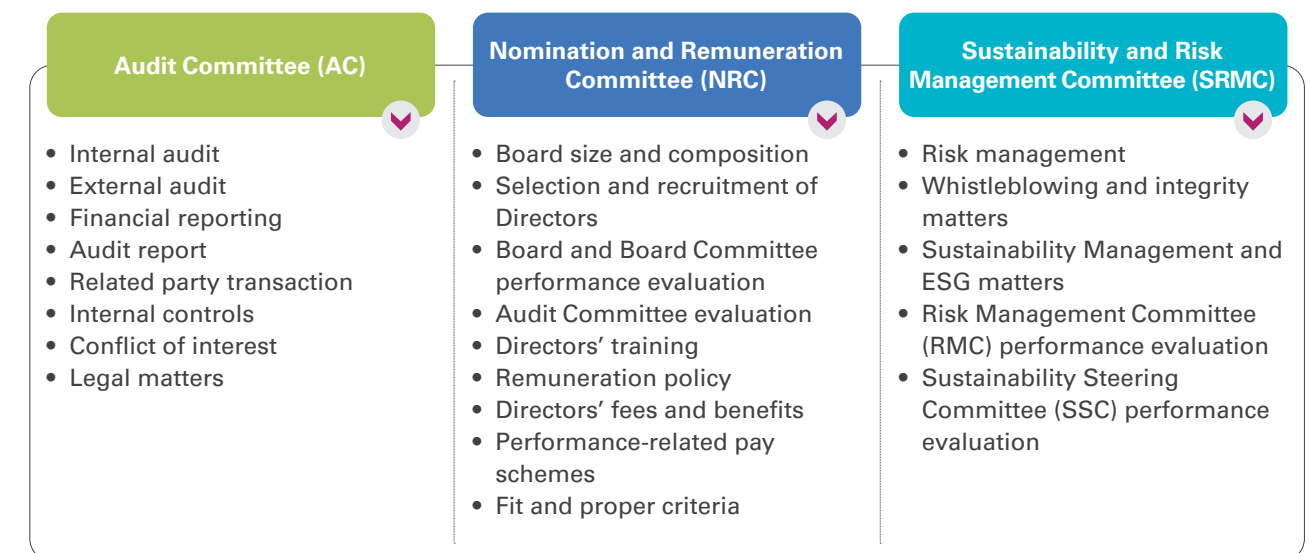 Audit Committee (AC)
• Internal audit
• External audit
• Financial reporting
• Audit report
• Related party transaction
• Internal controls
• Conflict of interest
• Legal matters
Nomination and Remuneration
Committee (NRC)
• Board size and composition
• Selection and recruitment of
Directors
• Board and Board Committee
performance evaluation
• Audit Committee evaluation
• Directors’ training
• Remuneration policy
• Directors’ fees and benefits
• Performance-related pay
schemes
• Fit and proper criteria
Sustainability and Risk
Management Committee (SRMC)
• Risk management
• Whistleblowing and integrity
matters
• Sustainability Management and
ESG matters
• Risk Management Committee
(RMC) performance evaluation
• Sustainability Steering
Committee (SSC) performance
evaluation